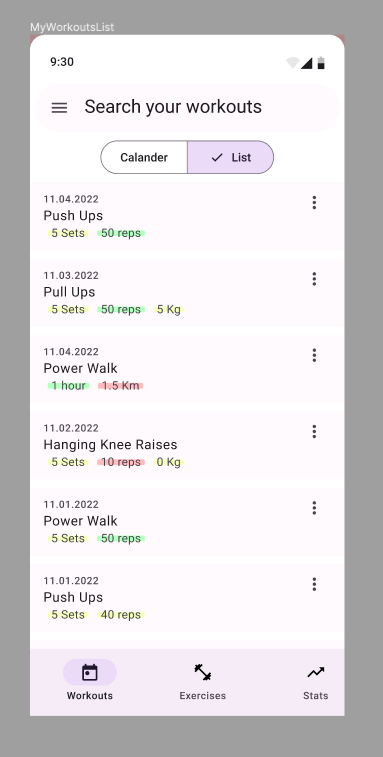 MyWorkoutsList
9:30
Search your workouts
Calander List
11.04.2022
Push Ups
5 Sets 50 reps
11.03.2022
Pull Ups
5 Sets 50 reps 5 Kg
11.04.2022
Power Walk
1 hour 1.5 Km
11.02.2022
Hanging Knee Raises
5 Sets 10 reps 0 Kg
11.01.2022
Power Walk
5 Sets 50 reps
11.01.2022
Push Ups
5 Sets 40 reps
Workouts Exercises Stats